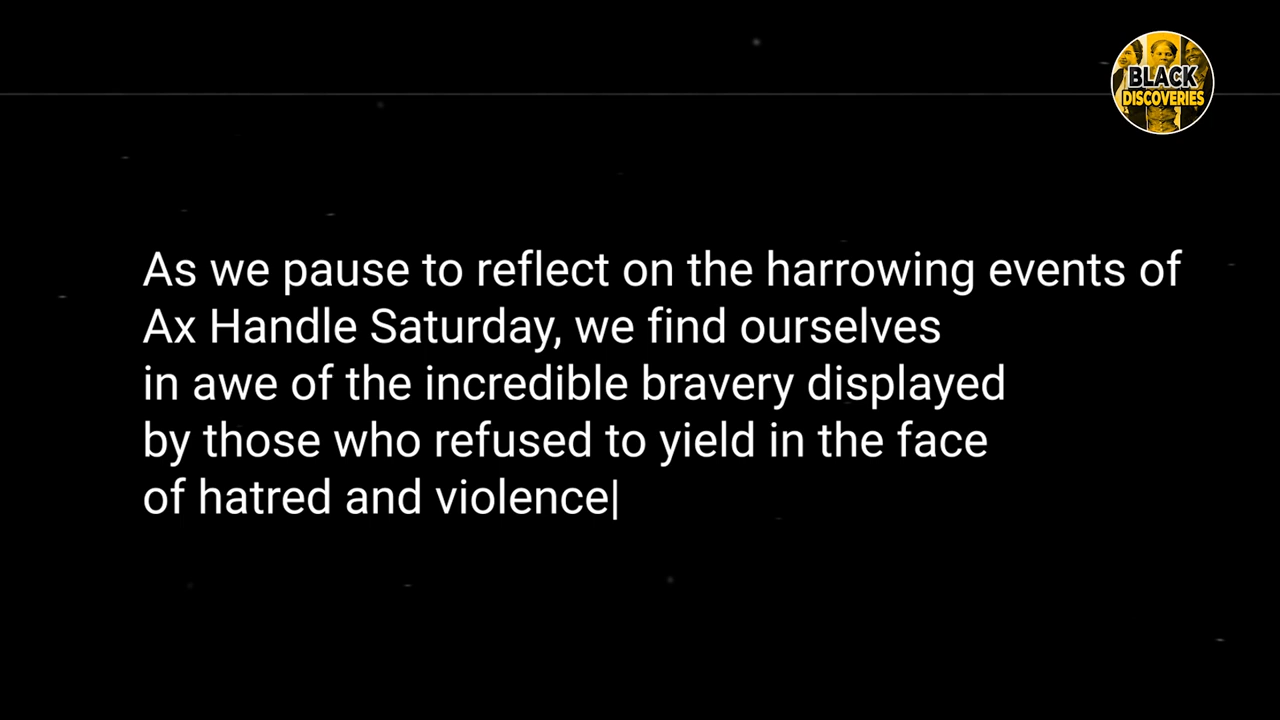 BLACK
DISCOVERIES
As we pause to reflect on the harrowing events of
Ax Handle Saturday, we find ourselves
in awe of the incredible bravery displayed
by those who refused to yield in the face
of hatred and violence|